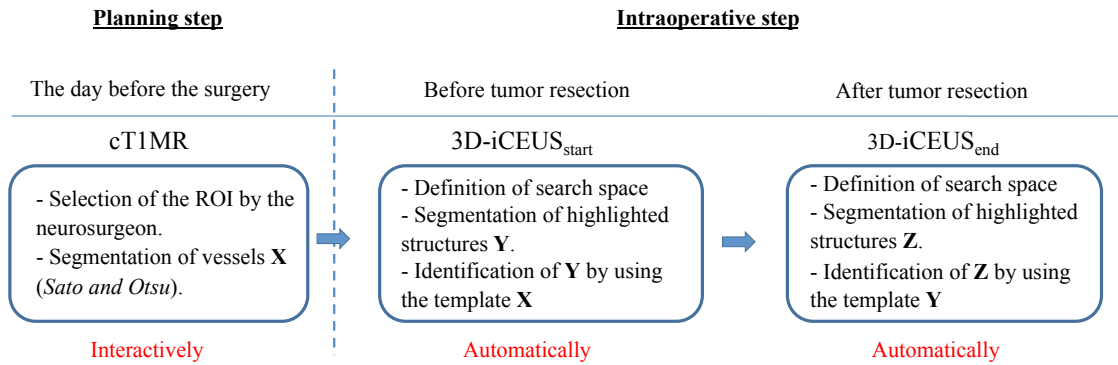 Planning step
Intraoperative step
The day before the surgery
Before tumor resection
After tumor resection
cT1MR
3D-iCEUSstart
3D-iCEUSend
- Selection of the ROI by the
neurosurgeon.
- Segmentation of vessels X
(Sato and Otsu).
- Definition of search space
- Segmentation of highlighted
structures Y.
- Identification of Y by using
the template X
- Definition of search space
- Segmentation of highlighted
structures Z.
- Identification of Z by using
the template Y
Interactively
Automatically
Automatically